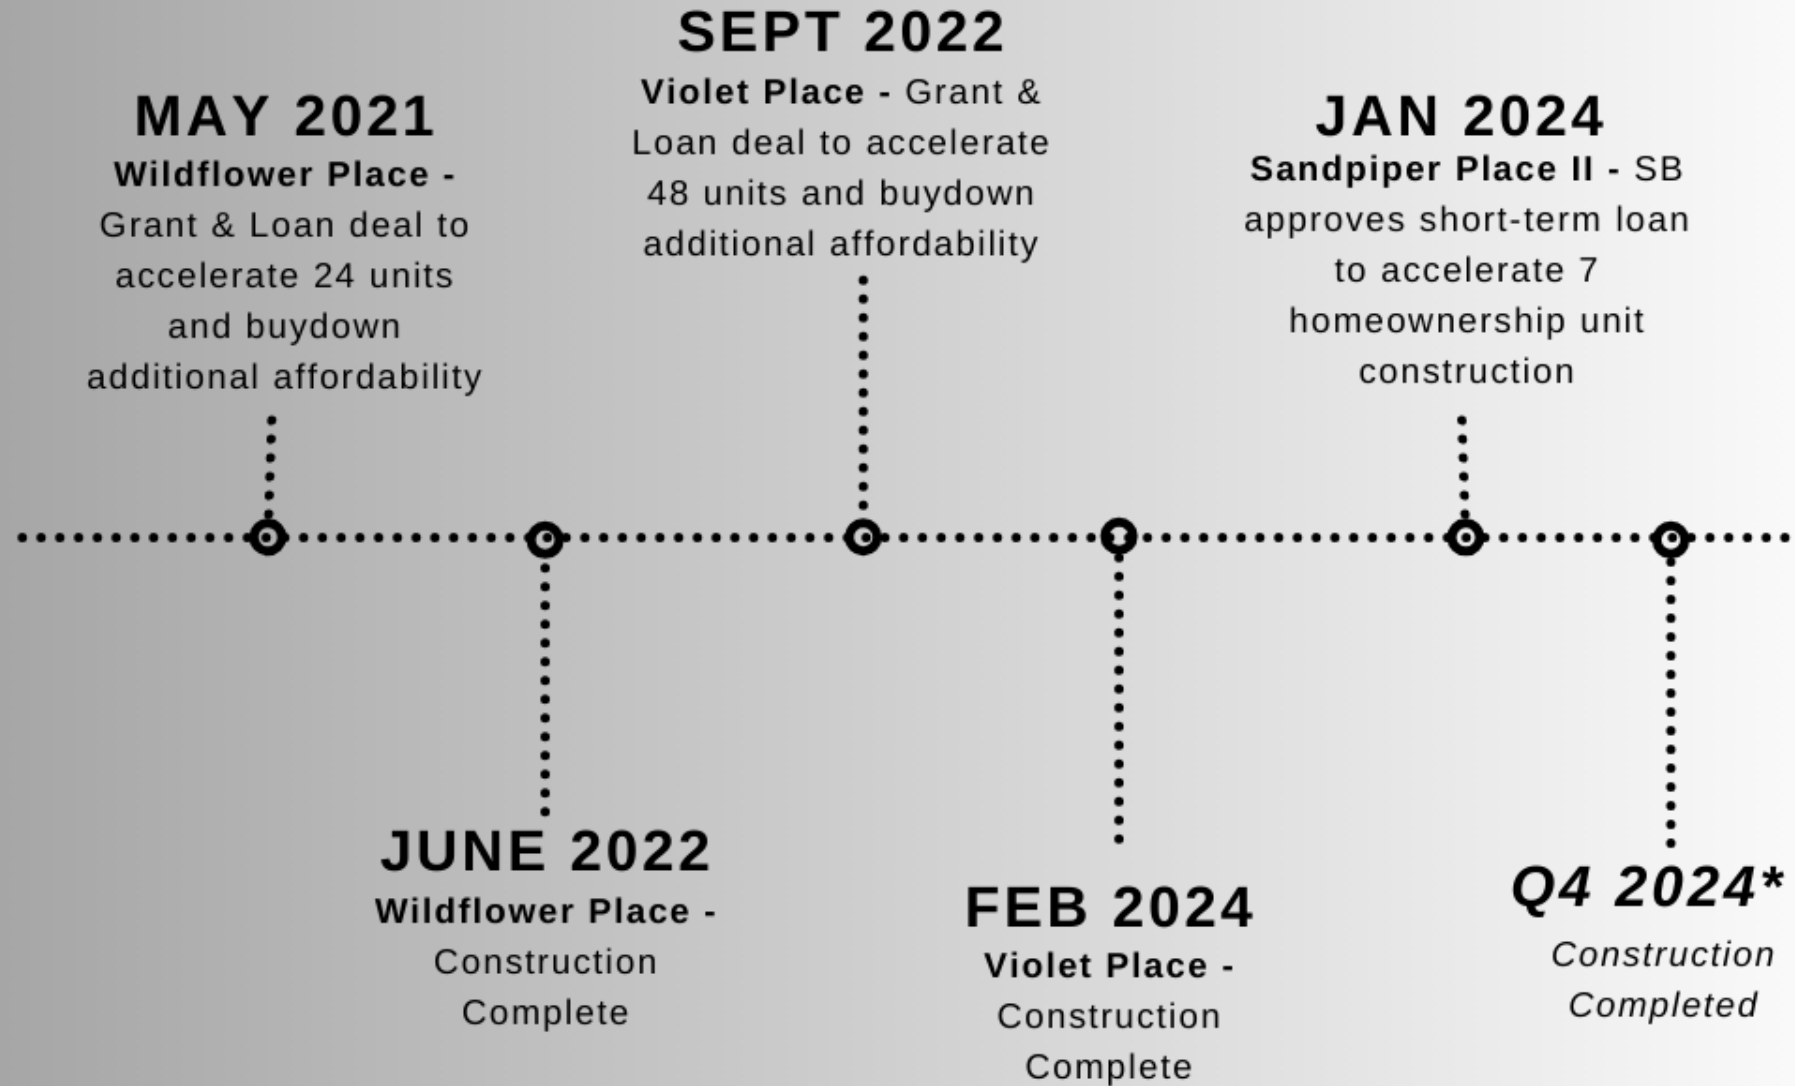 MAY 2021
Wildflower Place -
Grant & Loan deal to
accelerate 24 units
and buydown
additional affordability
JUNE 2022
Wildflower Place -
Construction
Complete
SEPT 2022
Violet Place - Grant &
Loan deal to accelerate
48 units and buydown
additional affordability
FEB 2024
Violet Place -
Construction
Complete
JAN 2024
Sandpiper Place II - SB
approves short-term loan
to accelerate 7
homeownership unit
construction
Q4 2024*
Construction
Completed